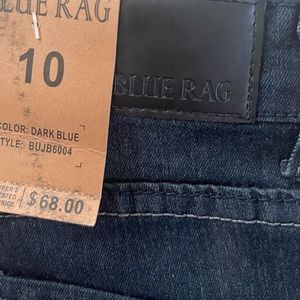 BLUE RAG
10
COLOR: DARK BLUE
STYLE: BUJB6004
$68.00
BLUE RAG